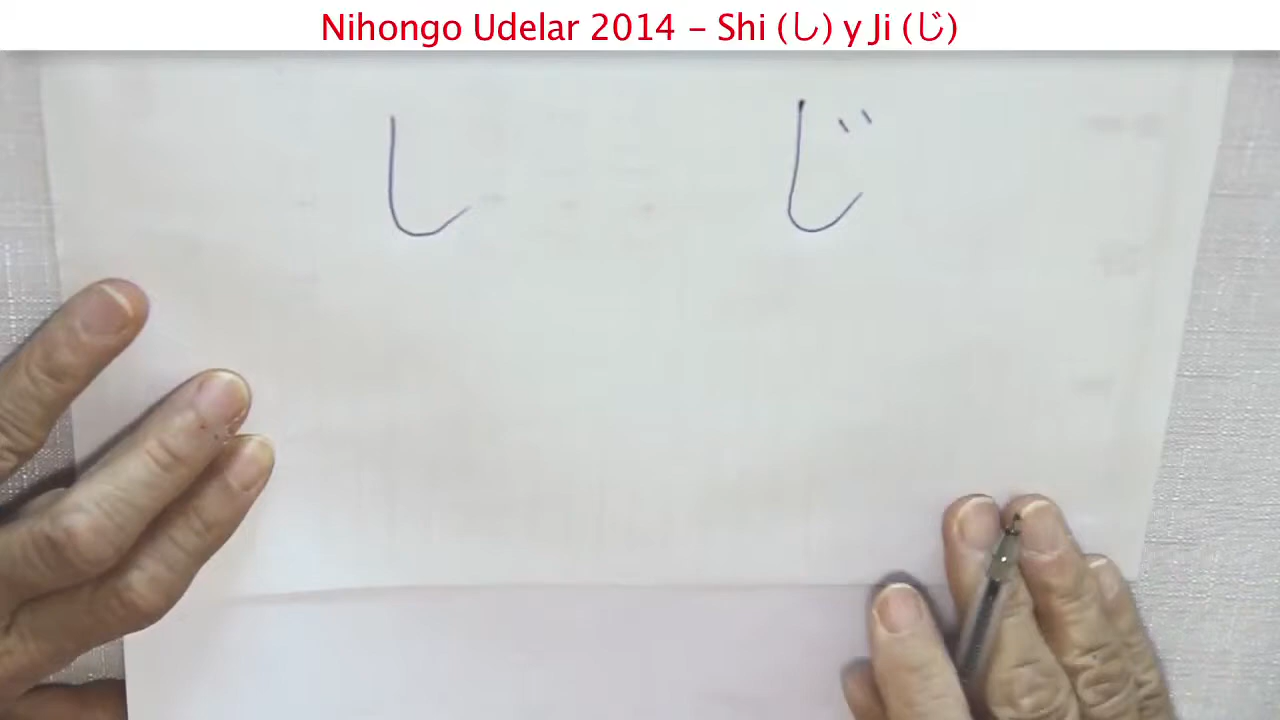 Nihongo Udelar 2014 - Shi (し) y Ji (じ)
し じ